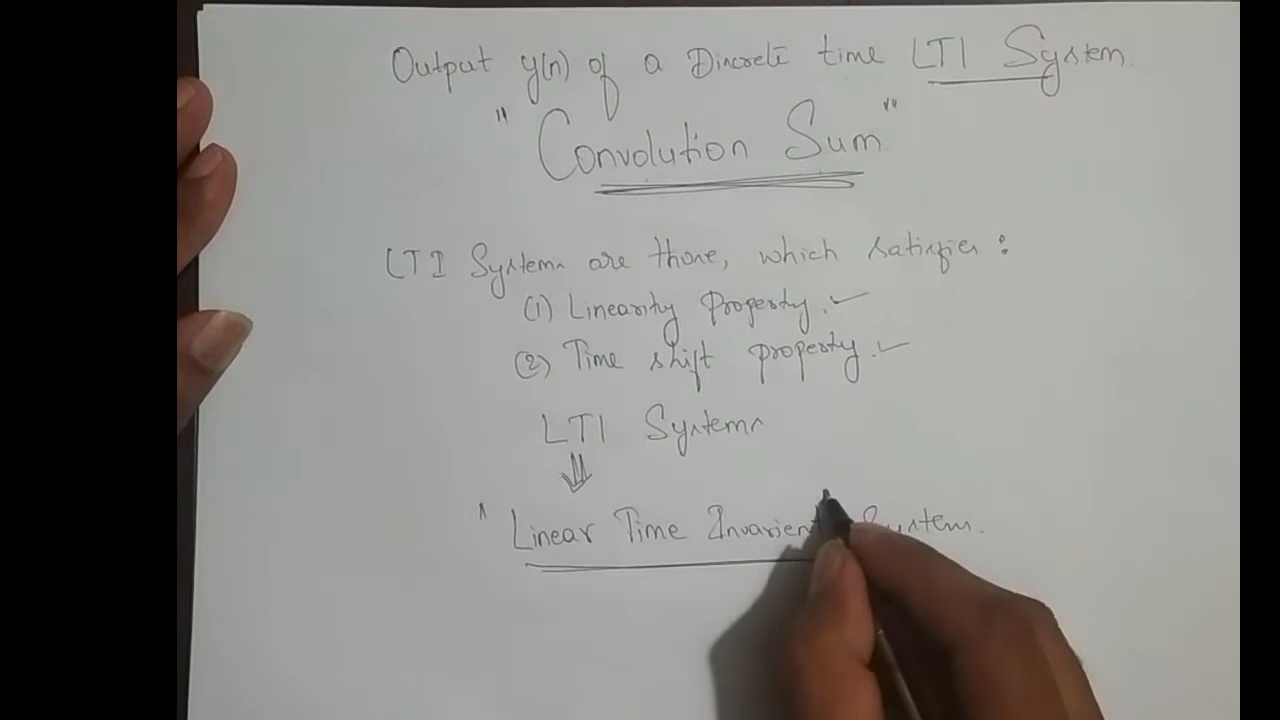 Output y(n) of a Discrete time LTI System.
"Convolution Sum"
LTI Systems are those, which satisfies :
(1) Linearity Property.
(2) Time shift property.
LTI Systems
Linear Time Invarient System.